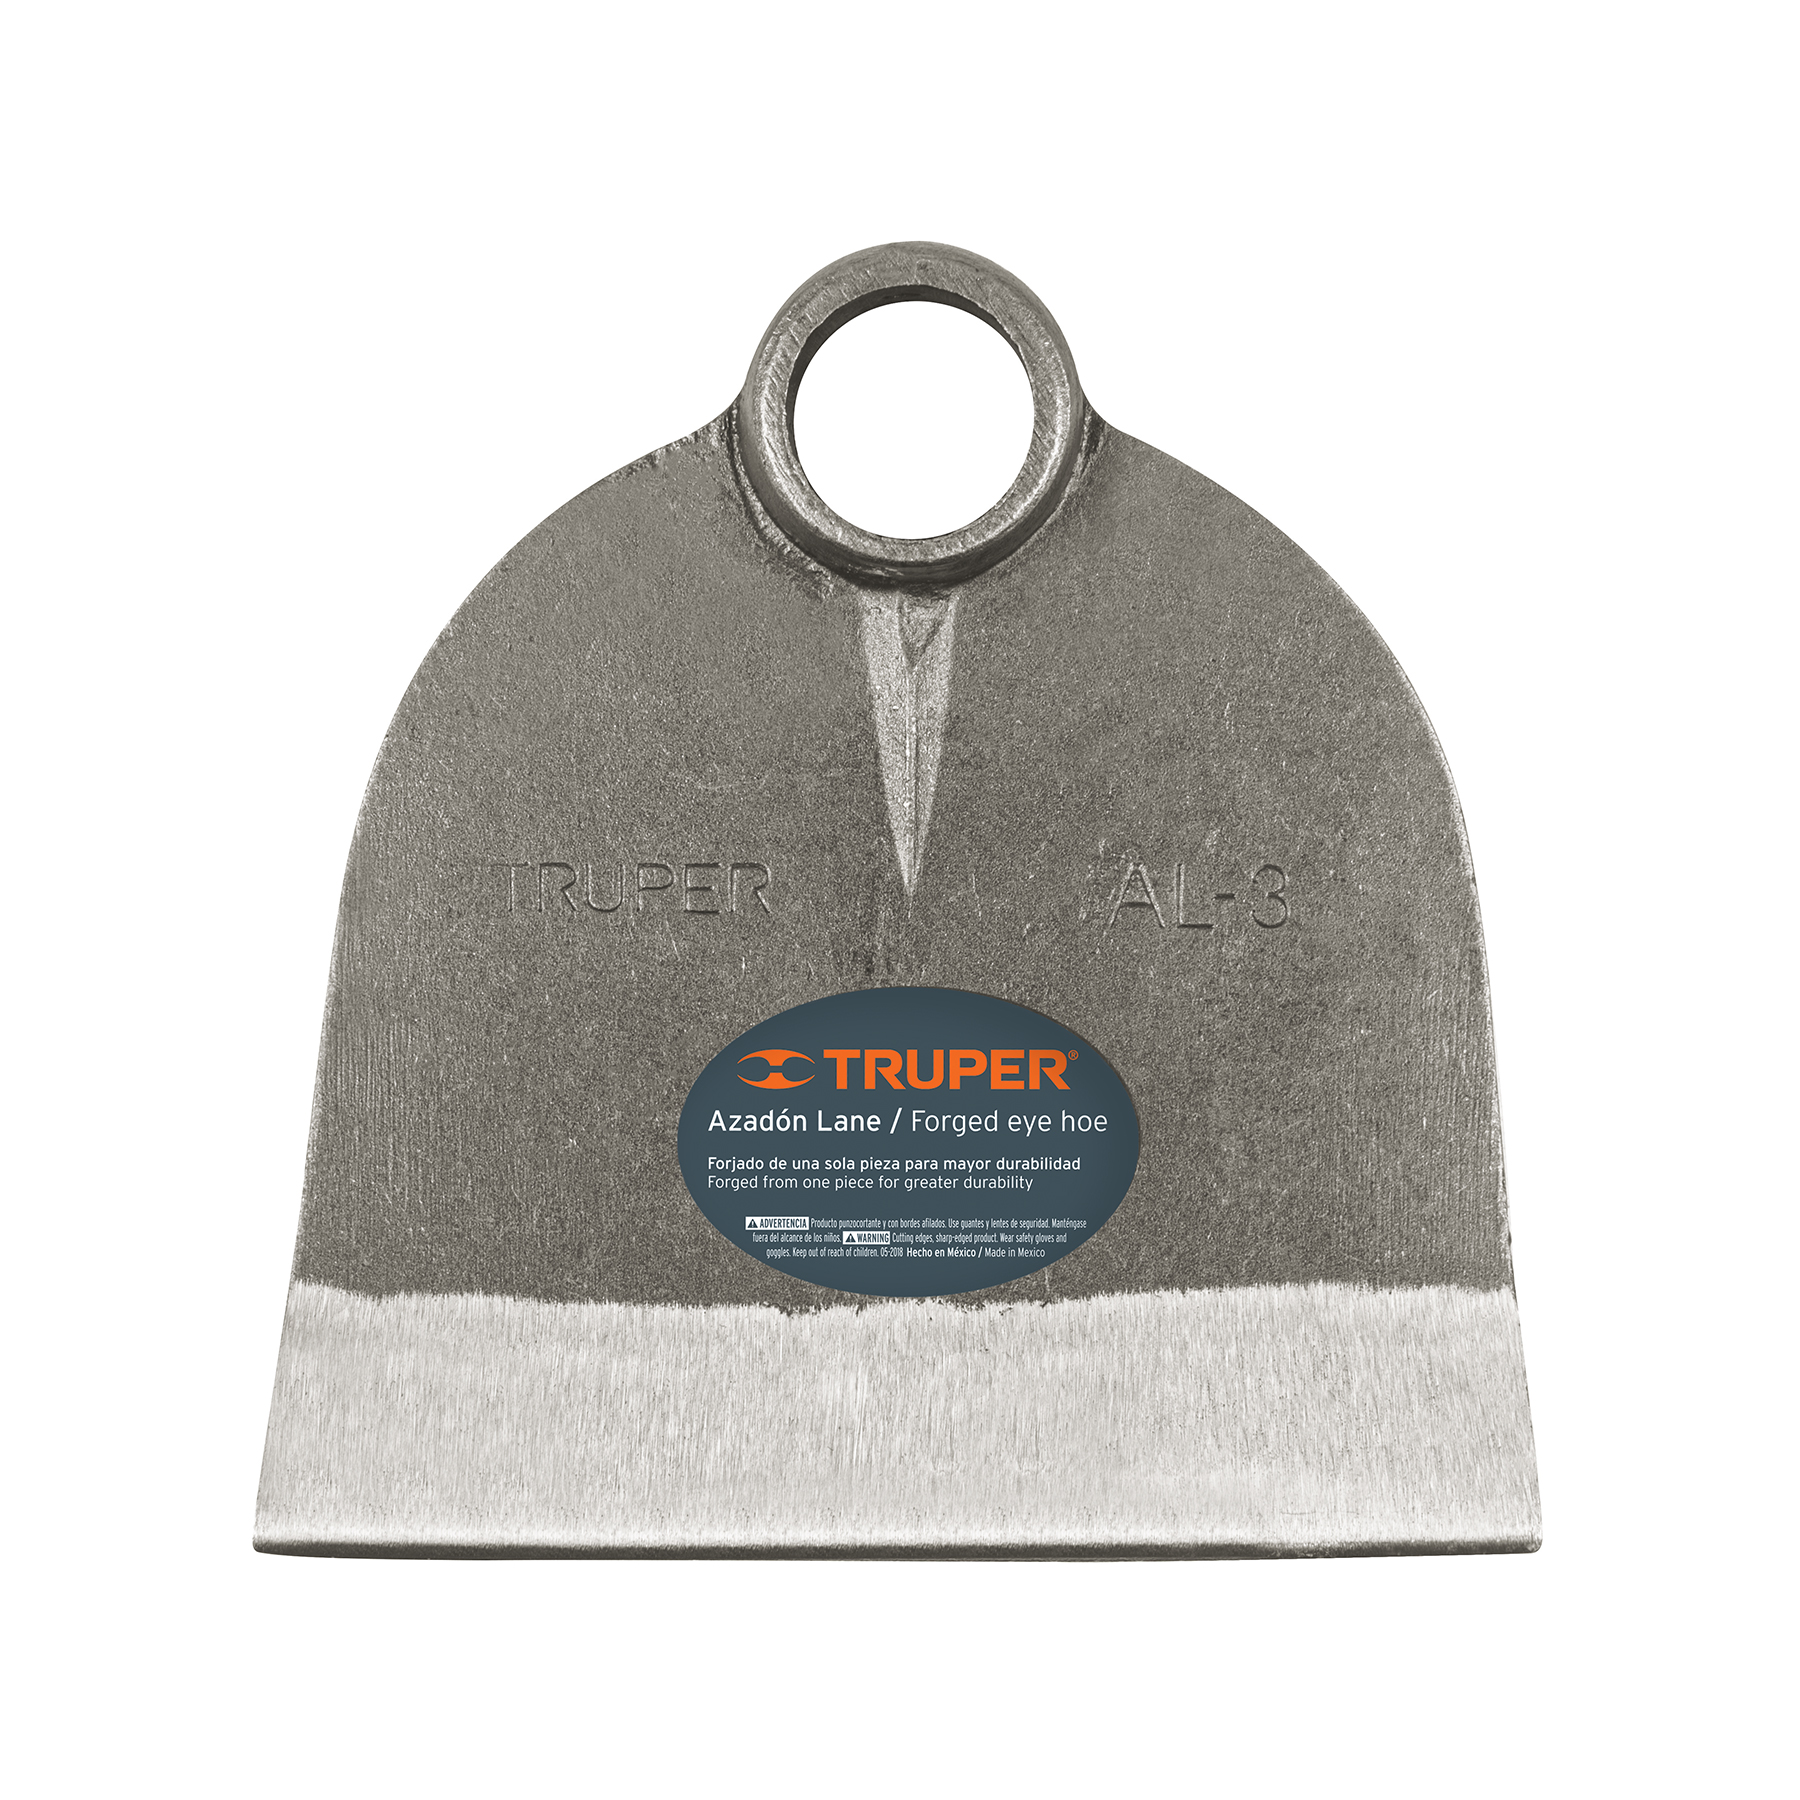 TRUPER AL-3
TRUPER®
Azadón Lane / Forged eye hoe
Forjado de una sola pieza para mayor durabilidad
Forged from one piece for greater durability
ADVERTENCIA Producto punzocortante y con bordes afilados. Use guantes y lentes de seguridad. Manténgase
fuera del alcance de los niños. WARNING Cutting edges, sharp-edged product. Wear safety gloves and
goggles. Keep out of reach of children. 05-2018 Hecho en México / Made in Mexico